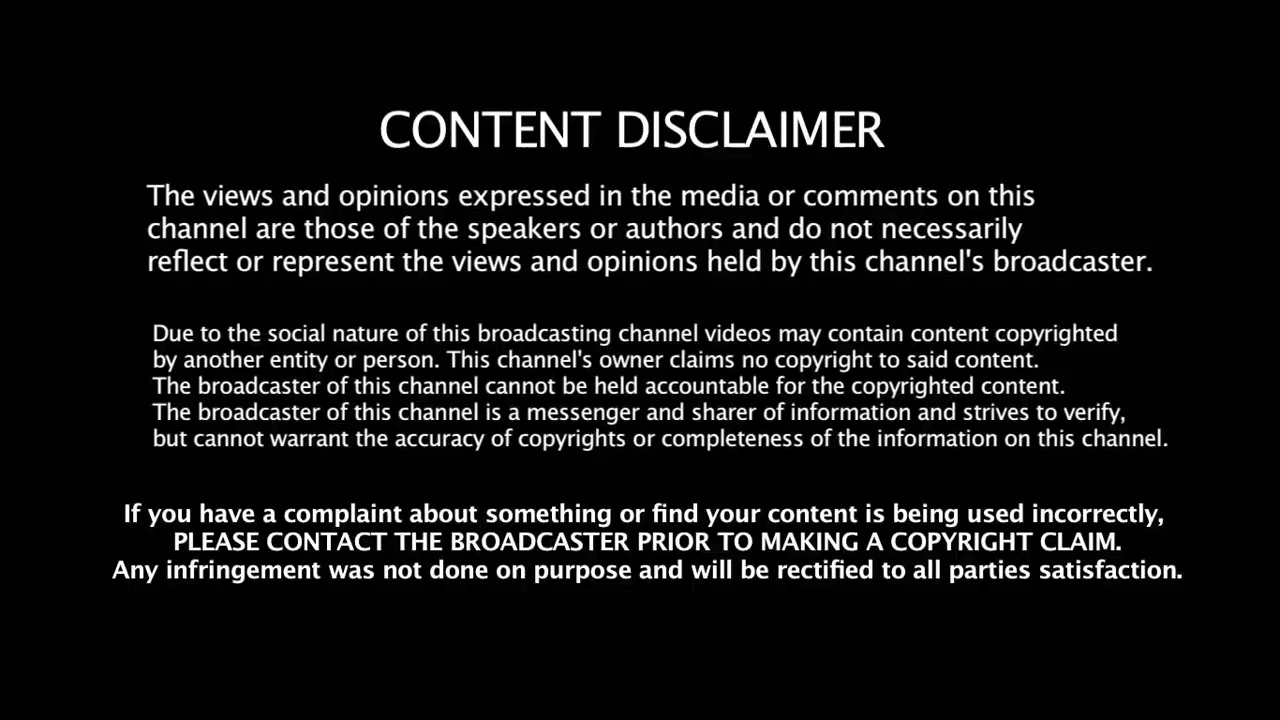 CONTENT DISCLAIMER
The views and opinions expressed in the media or comments on this
channel are those of the speakers or authors and do not necessarily
reflect or represent the views and opinions held by this channel's broadcaster.
Due to the social nature of this broadcasting channel videos may contain content copyrighted
by another entity or person. This channel's owner claims no copyright to said content.
The broadcaster of this channel cannot be held accountable for the copyrighted content.
The broadcaster of this channel is a messenger and sharer of information and strives to verify,
but cannot warrant the accuracy of copyrights or completeness of the information on this channel.
If you have a complaint about something or find your content is being used incorrectly,
PLEASE CONTACT THE BROADCASTER PRIOR TO MAKING A COPYRIGHT CLAIM.
Any infringement was not done on purpose and will be rectified to all parties satisfaction.